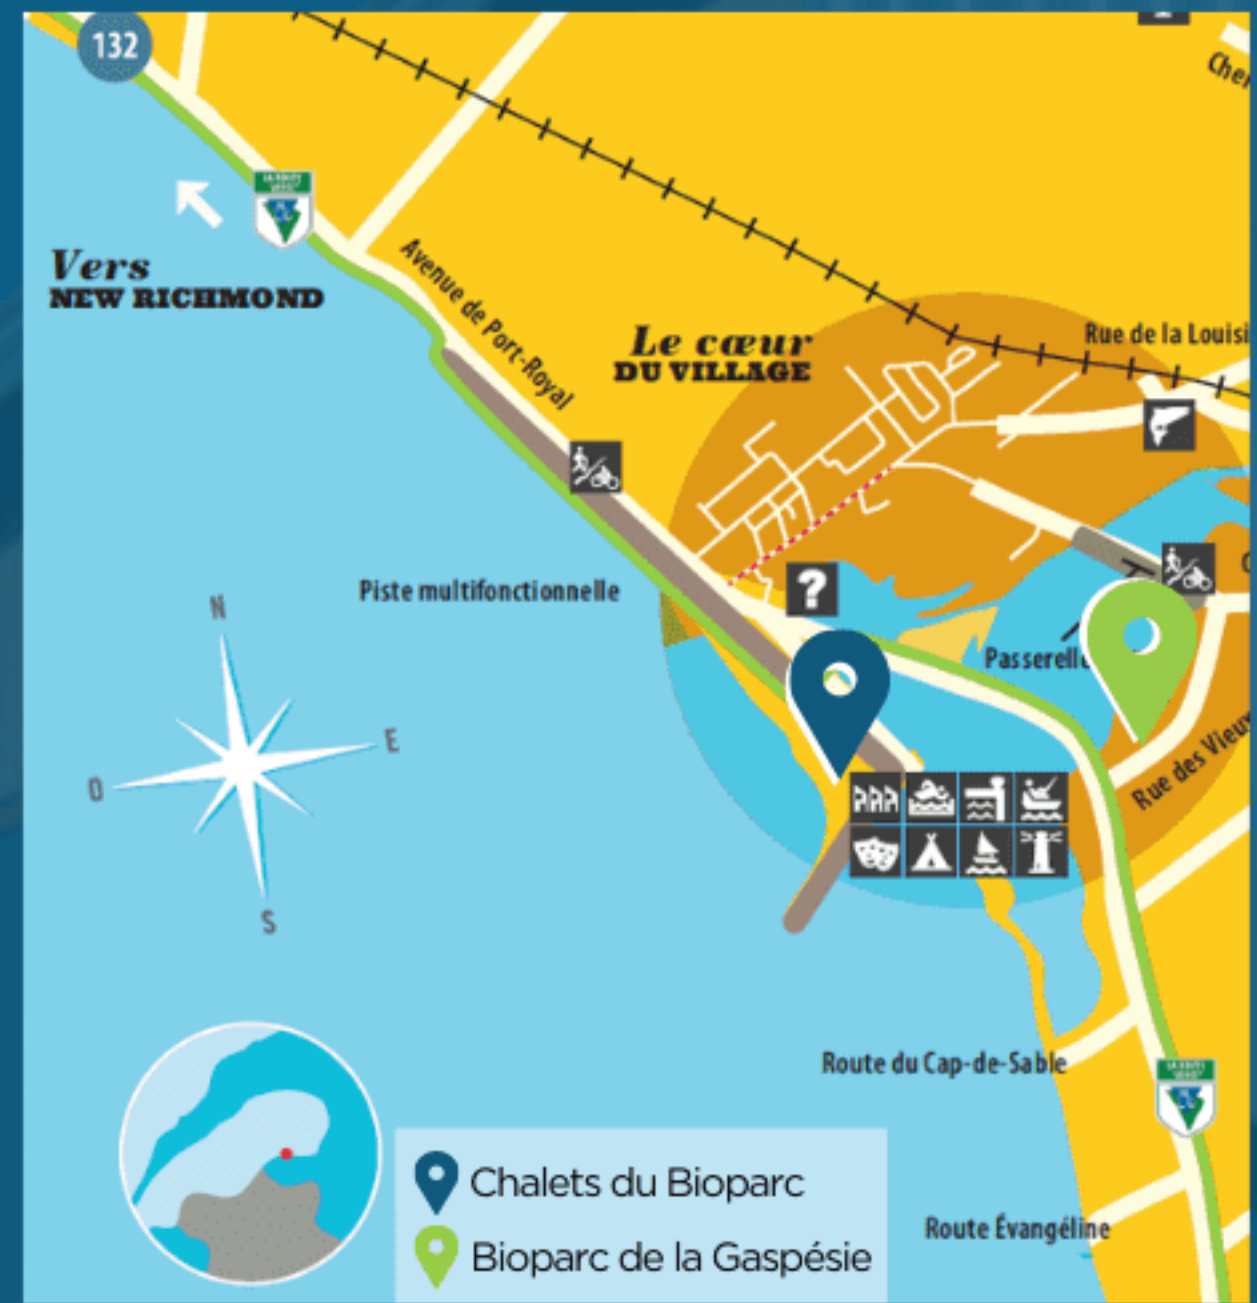 132
Vers
NEW RICHMOND
Avenue de Port-Royal
Le cœur
DU VILLAGE
Rue de la Louisi
Piste multifonctionnelle
?
Passerelle
Rue des Vieux
N
E
O
S
Route du Cap-de-Sable
Route Évangéline
Chalets du Bioparc
Bioparc de la Gaspésie